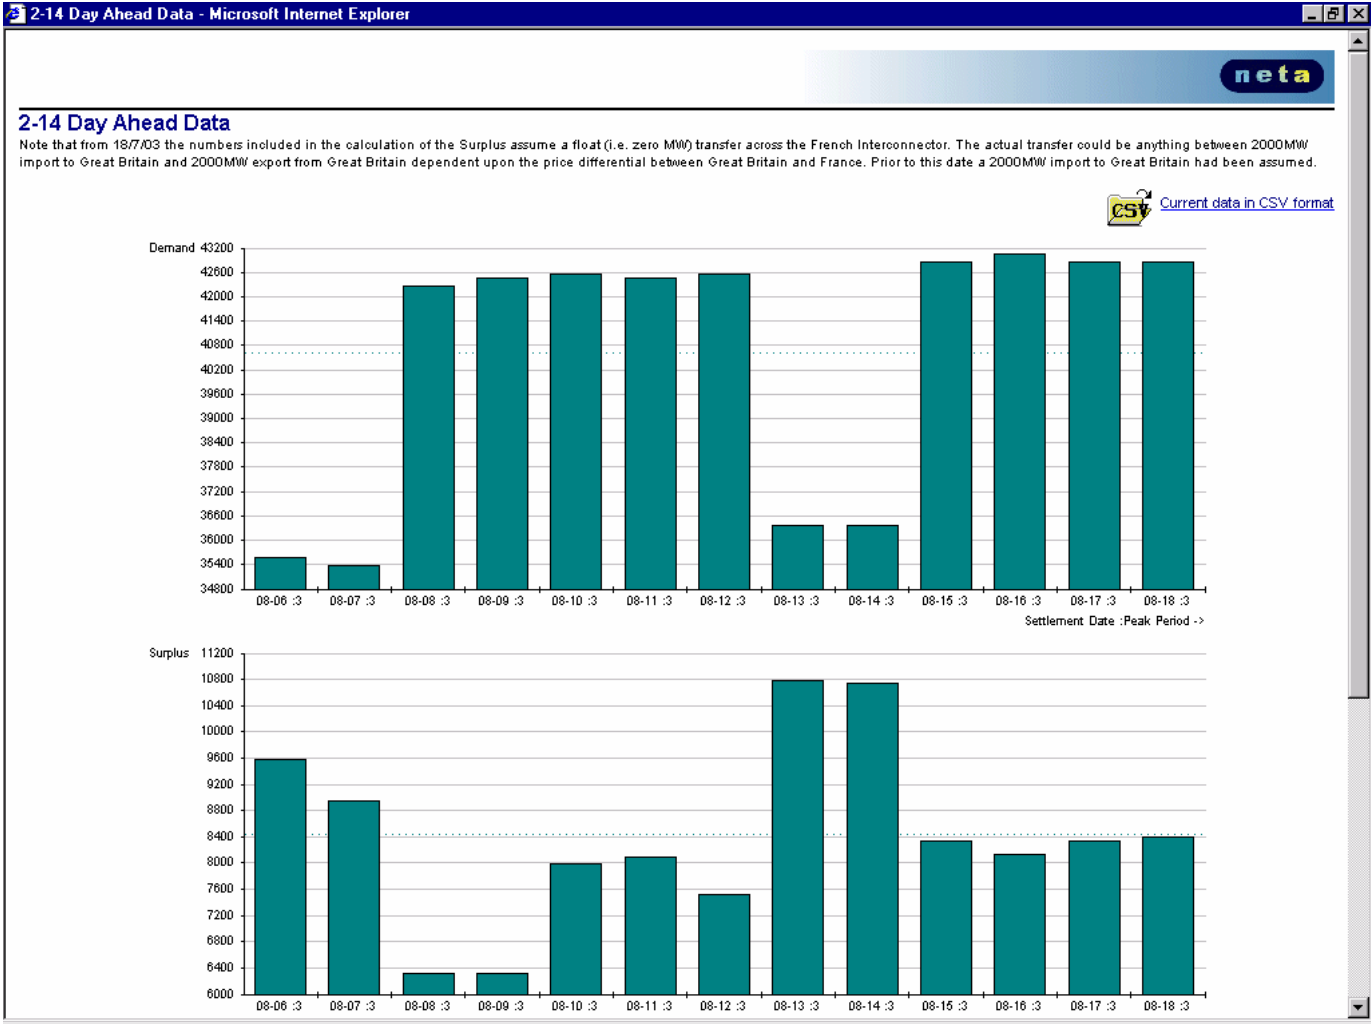 2-14 Day Ahead Data - Microsoft Internet Explorer
neta
2-14 Day Ahead Data
Note that from 18/7/03 the numbers included in the calculation of the Surplus assume a float (i.e. zero MW) transfer across the French Interconnector. The actual transfer could be anything between 2000MW
import to Great Britain and 2000MW export from Great Britain dependent upon the price differential between Great Britain and France. Prior to this date a 2000MW import to Great Britain had been assumed.
CSV Current data in CSV format
Demand 43200
42600
42000
41400
40800
40200
39600
39000
38400
37800
37200
36600
36000
35400
34800
08-06 :3 08-07 :3 08-08 :3 08-09 :3 08-10 :3 08-11 :3 08-12 :3 08-13 :3 08-14 :3 08-15 :3 08-16 :3 08-17 :3 08-18 :3
Settlement Date :Peak Period ->
Surplus 11200
10800
10400
10000
9600
9200
8800
8400
8000
7600
7200
6800
6400
6000
08-06 :3 08-07 :3 08-08 :3 08-09 :3 08-10 :3 08-11 :3 08-12 :3 08-13 :3 08-14 :3 08-15 :3 08-16 :3 08-17 :3 08-18 :3